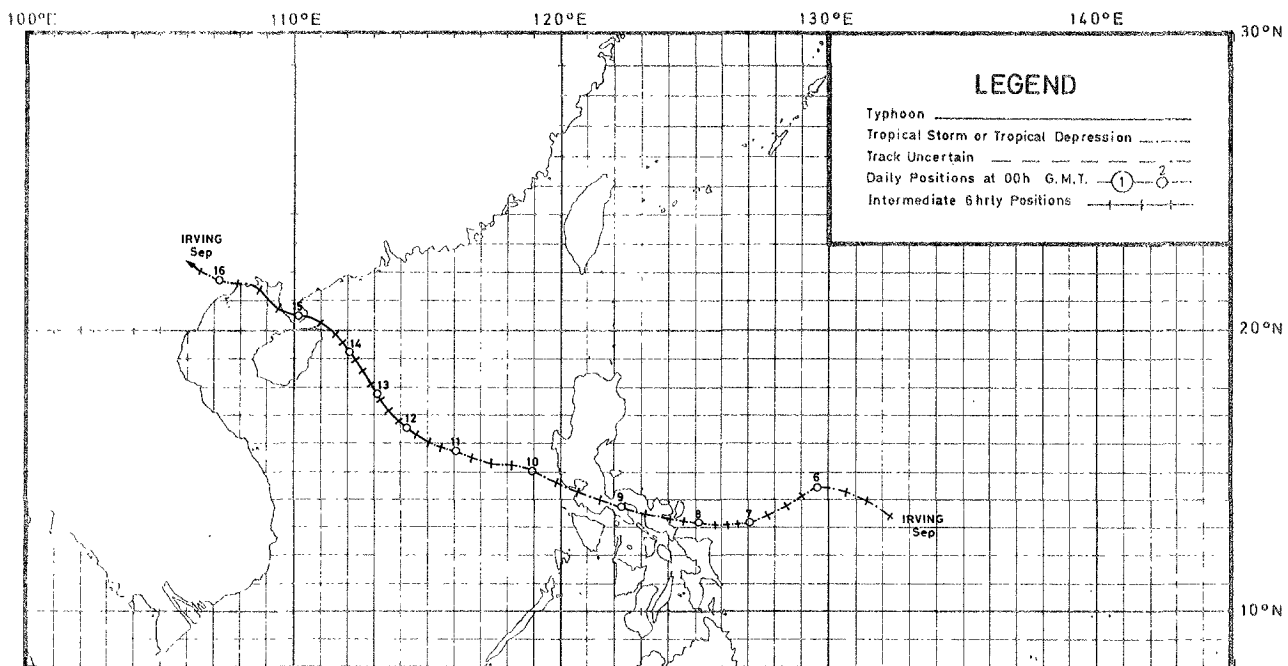 100°E 110°E 120°E 130°E 140°E
30°N
LEGEND
Typhoon
Tropical Storm or Tropical Depression
Track Uncertain
Daily Positions at 00h G.M.T. 1 2
Intermediate 6hrly Positions
IRVING
Sep
16
15
20°N
14
13
12
11
10
9
8
7
6
IRVING
Sep
10°N